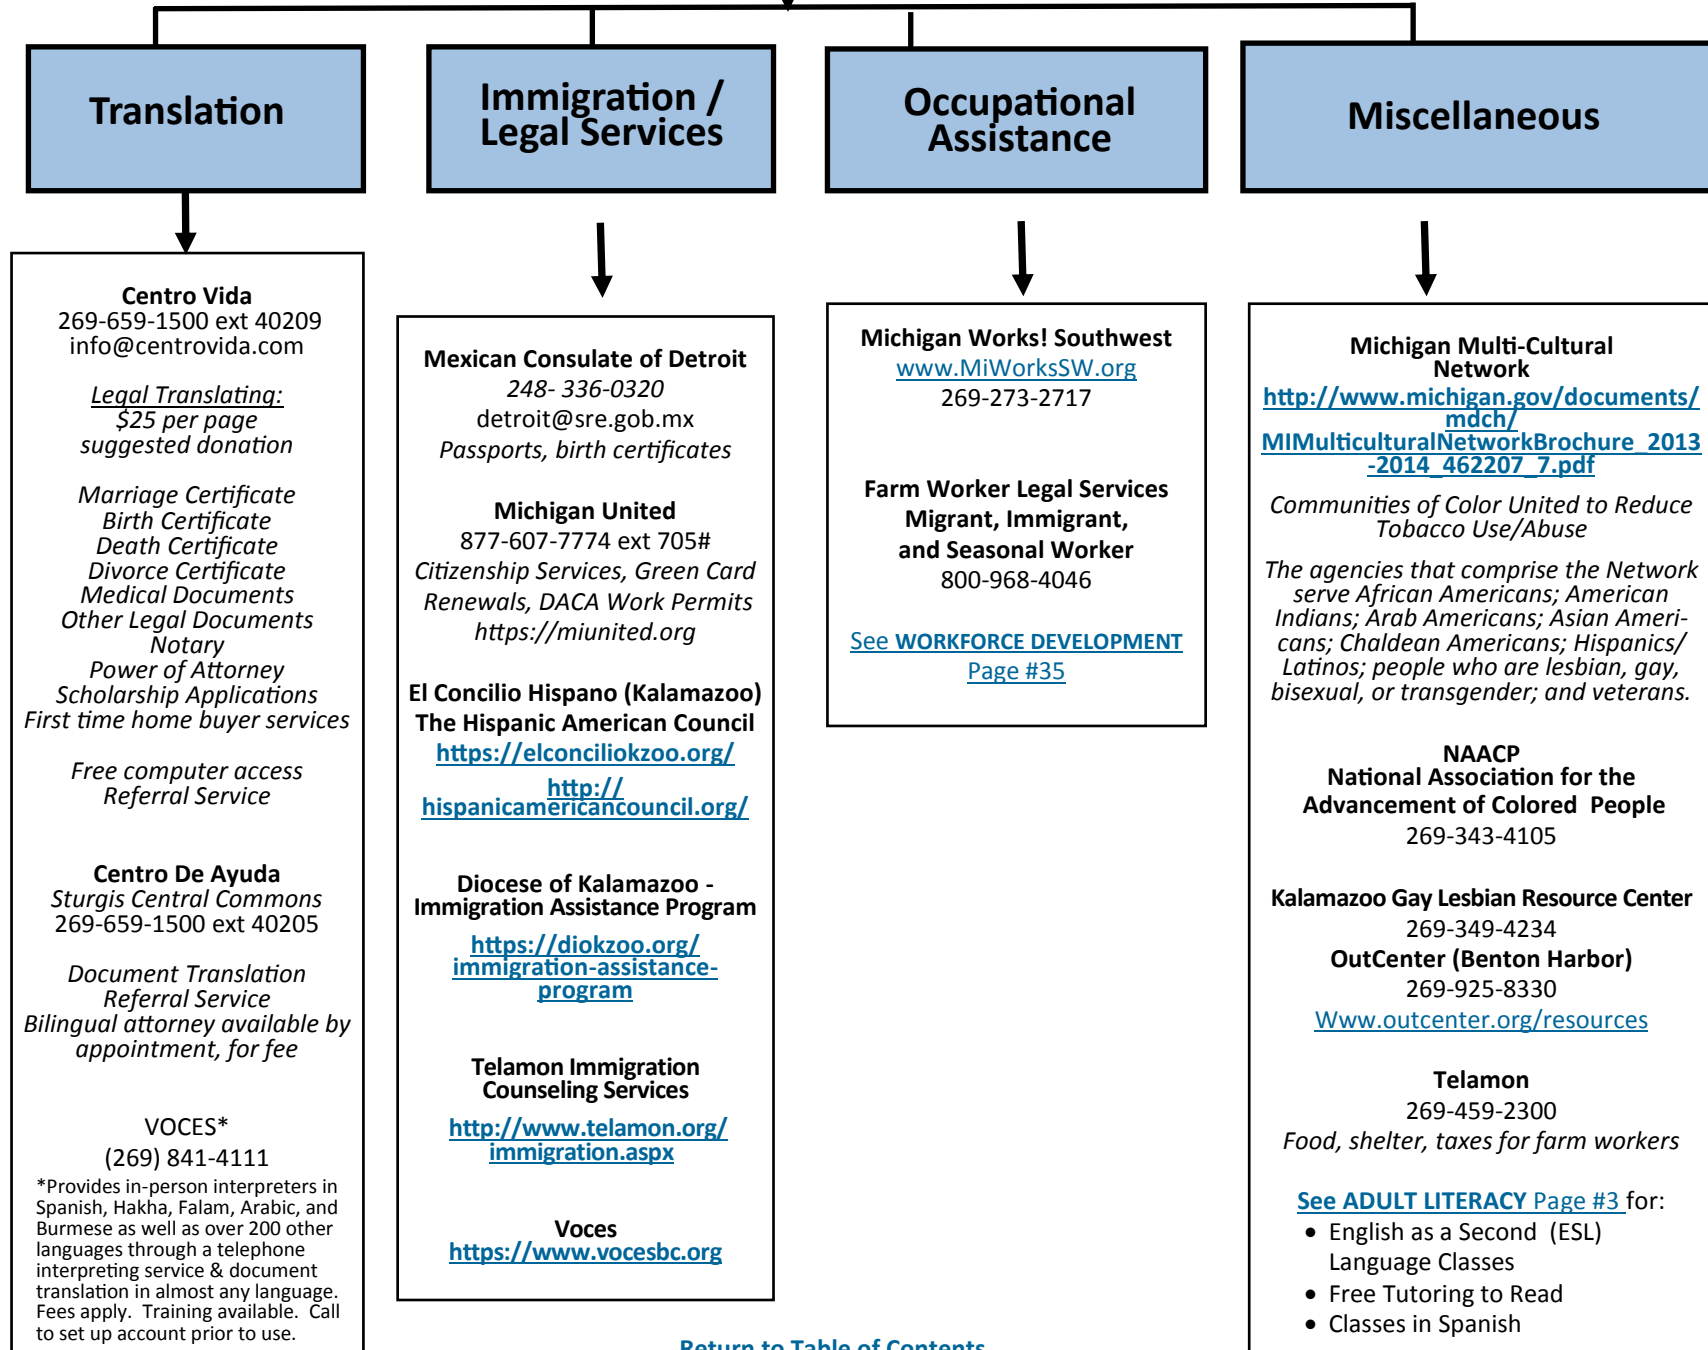 Translation
Immigration /
Legal Services
Occupational
Assistance
Miscellaneous
Centro Vida
269-659-1500 ext 40209
info@centrovida.com
Legal Translating:
$25 per page
suggested donation
Marriage Certificate
Birth Certificate
Death Certificate
Divorce Certificate
Medical Documents
Other Legal Documents
Notary
Power of Attorney
Scholarship Applications
First time home buyer services
Free computer access
Referral Service
Centro De Ayuda
Sturgis Central Commons
269-659-1500 ext 40205
Document Translation
Referral Service
Bilingual attorney available by
appointment, for fee
VOCES*
(269) 841-4111
*Provides in-person interpreters in
Spanish, Hakha, Falam, Arabic, and
Burmese as well as over 200 other
languages through a telephone
interpreting service & document
translation in almost any language.
Fees apply.  Training available.  Call
to set up account prior to use.
Mexican Consulate of Detroit
248- 336-0320
detroit@sre.gob.mx
Passports, birth certificates
Michigan United
877-607-7774 ext 705#
Citizenship Services, Green Card
Renewals, DACA Work Permits
https://miunited.org
El Concilio Hispano (Kalamazoo)
The Hispanic American Council
https://elconciliokzoo.org/
http://
hispanicamericancouncil.org/
Diocese of Kalamazoo -
Immigration Assistance Program
https://diokzoo.org/
immigration-assistance-
program
Telamon Immigration
Counseling Services
http://www.telamon.org/
immigration.aspx
Voces
https://www.vocesbc.org
Michigan Works! Southwest
www.MiWorksSW.org
269-273-2717
Farm Worker Legal Services
Migrant, Immigrant,
and Seasonal Worker
800-968-4046
See WORKFORCE DEVELOPMENT
Page #35
Michigan Multi-Cultural
Network
http://www.michigan.gov/documents/
mdch/
MIMulticulturalNetworkBrochure_2013
-2014_462207_7.pdf
Communities of Color United to Reduce
Tobacco Use/Abuse
The agencies that comprise the Network
serve African Americans; American
Indians; Arab Americans; Asian Ameri-
cans; Chaldean Americans; Hispanics/
Latinos; people who are lesbian, gay,
bisexual, or transgender; and veterans.
NAACP
National Association for the
Advancement of Colored  People
269-343-4105
Kalamazoo Gay Lesbian Resource Center
269-349-4234
OutCenter (Benton Harbor)
269-925-8330
Www.outcenter.org/resources
Telamon
269-459-2300
Food, shelter, taxes for farm workers
See ADULT LITERACY Page #3 for:
• English as a Second  (ESL)
Language Classes
• Free Tutoring to Read
• Classes in Spanish
Return to Table of Contents